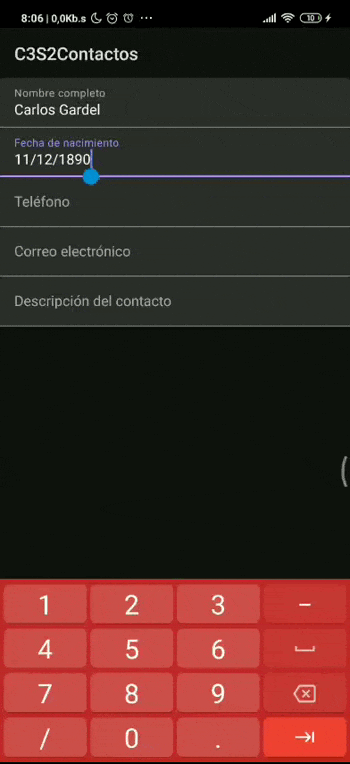 8:06 | 0,0Kb.s ... 10
C3S2Contactos
Nombre completo
Carlos Gardel
Fecha de nacimiento
11/12/1890
Teléfono
Correo electrónico
Descripción del contacto
1 2 3 –
4 5 6
7 8 9
/ 0 .